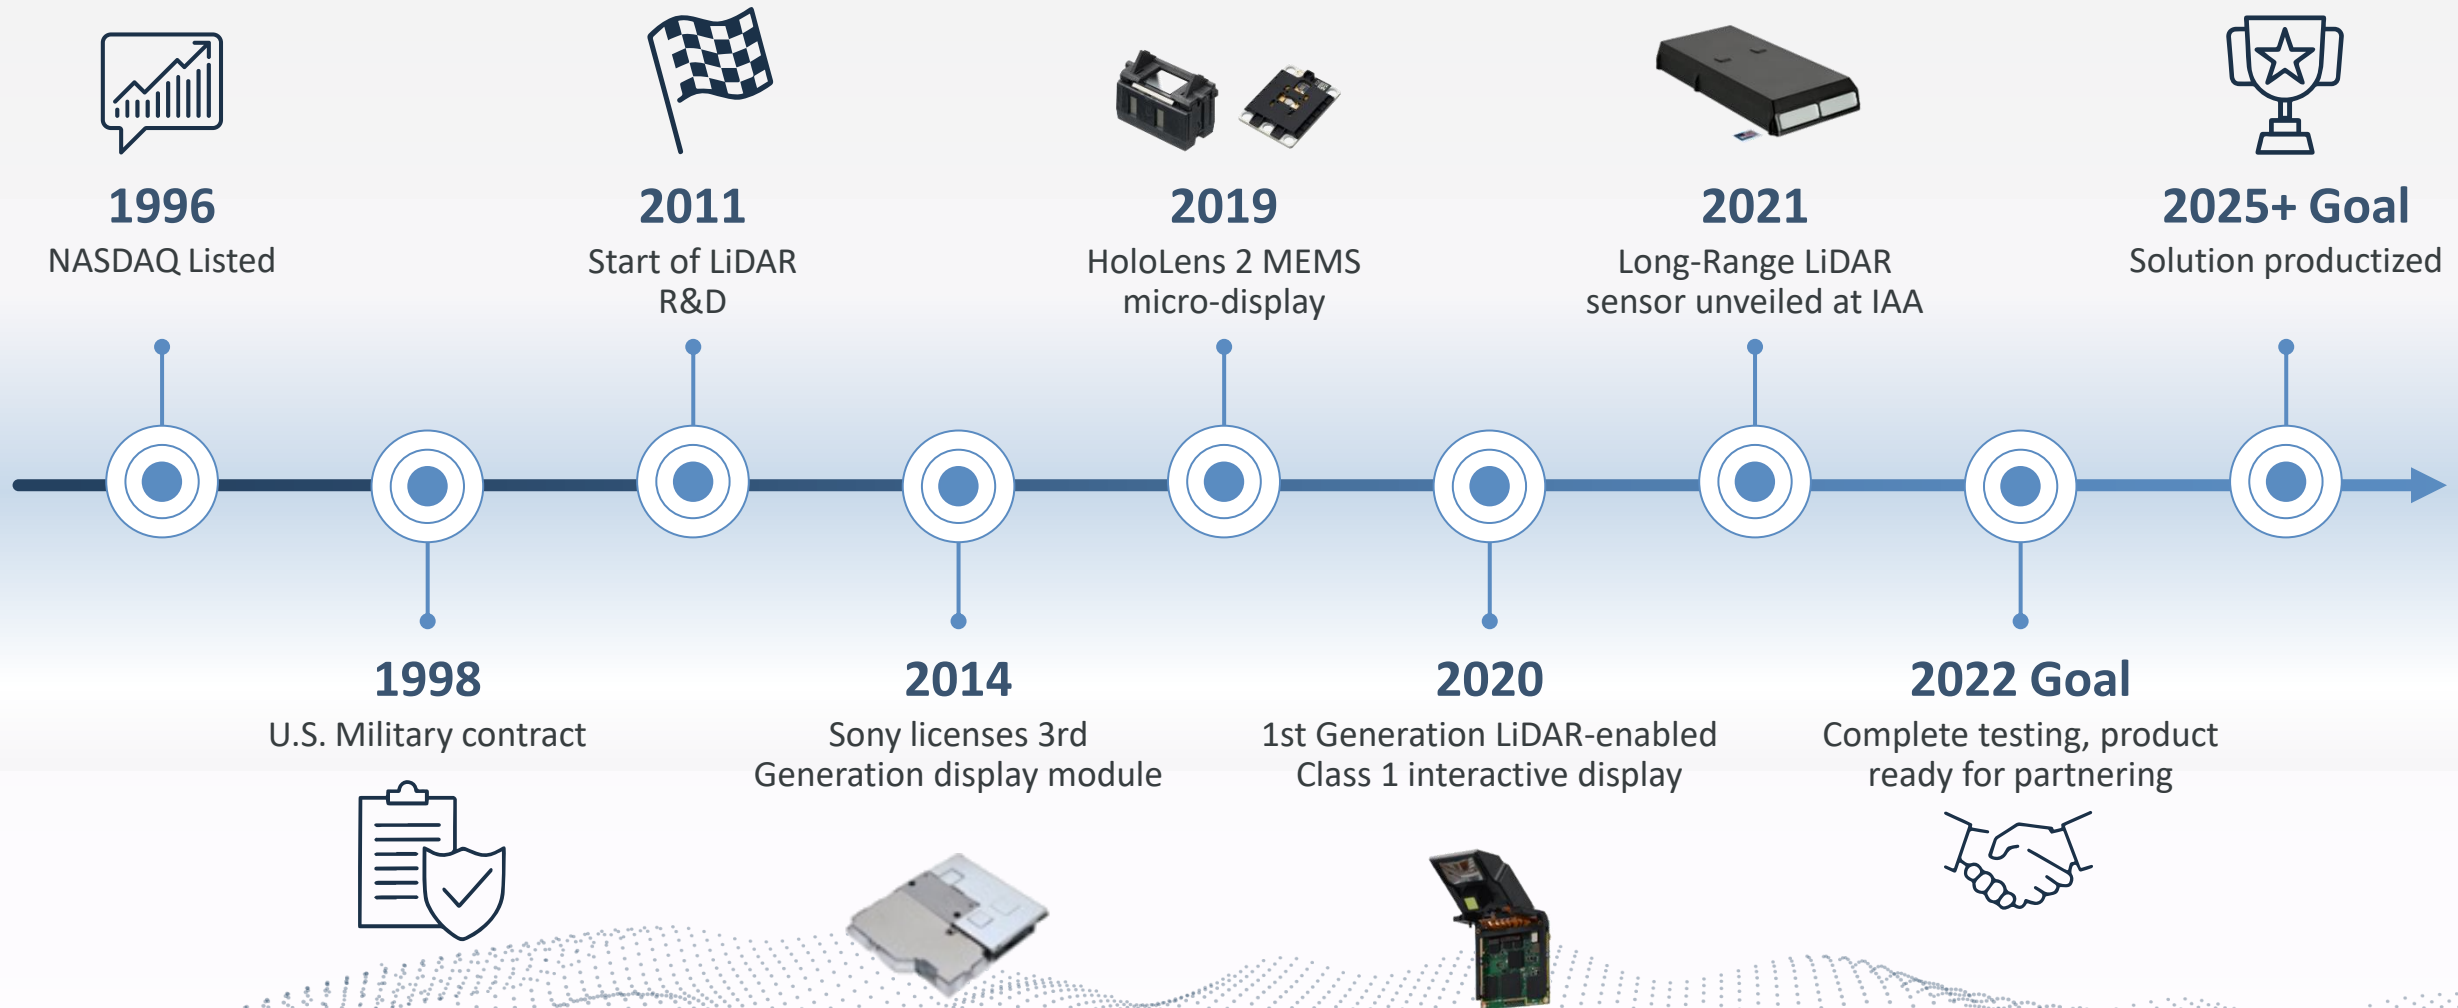 1996
NASDAQ Listed
2011
Start of LiDAR
R&D
2019
HoloLens 2 MEMS
micro-display
2021
Long-Range LiDAR
sensor unveiled at IAA
2025+ Goal
Solution productized
1998
U.S. Military contract
2014
Sony licenses 3rd
Generation display module
2020
1st Generation LiDAR-enabled
Class 1 interactive display
2022 Goal
Complete testing, product
ready for partnering